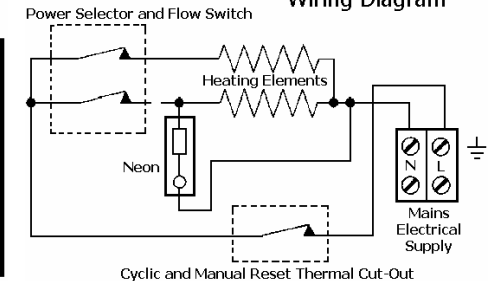 Wiring Diagram
Power Selector and Flow Switch
Heating Elements
Neon
N L
Mains
Electrical
Supply
Cyclic and Manual Reset Thermal Cut-Out